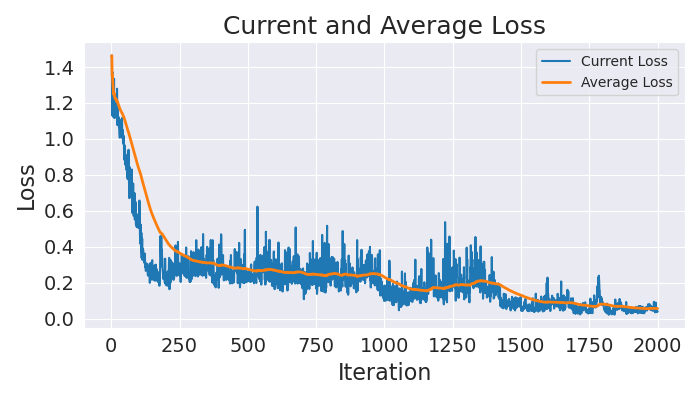 Current and Average Loss
Current Loss
Average Loss
Loss
1.4
1.2
1.0
0.8
0.6
0.4
0.2
0.0
0 250 500 750 1000 1250 1500 1750 2000
Iteration